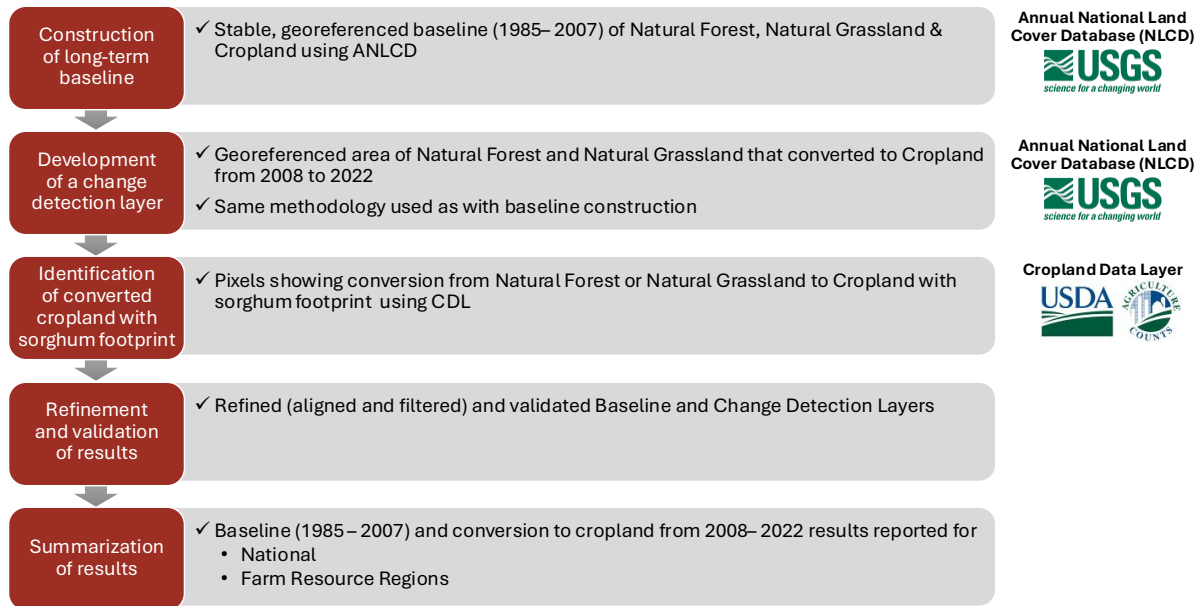 Construction
of long-term
baseline
✓ Stable, georeferenced baseline (1985– 2007) of Natural Forest, Natural Grassland &
Cropland using ANLCD
Annual National Land
Cover Database (NLCD)
USGS
science for a changing world
Development
of a change
detection layer
✓ Georeferenced area of Natural Forest and Natural Grassland that converted to Cropland
from 2008 to 2022
✓ Same methodology used as with baseline construction
Annual National Land
Cover Database (NLCD)
USGS
science for a changing world
Identification
of converted
cropland with
sorghum footprint
✓ Pixels showing conversion from Natural Forest or Natural Grassland to Cropland with
sorghum footprint using CDL
Cropland Data Layer
USDA
AGRICULTURE
COUNTS
Refinement
and validation
of results
✓ Refined (aligned and filtered) and validated Baseline and Change Detection Layers
Summarization
of results
✓ Baseline (1985 – 2007) and conversion to cropland from 2008– 2022 results reported for
• National
• Farm Resource Regions